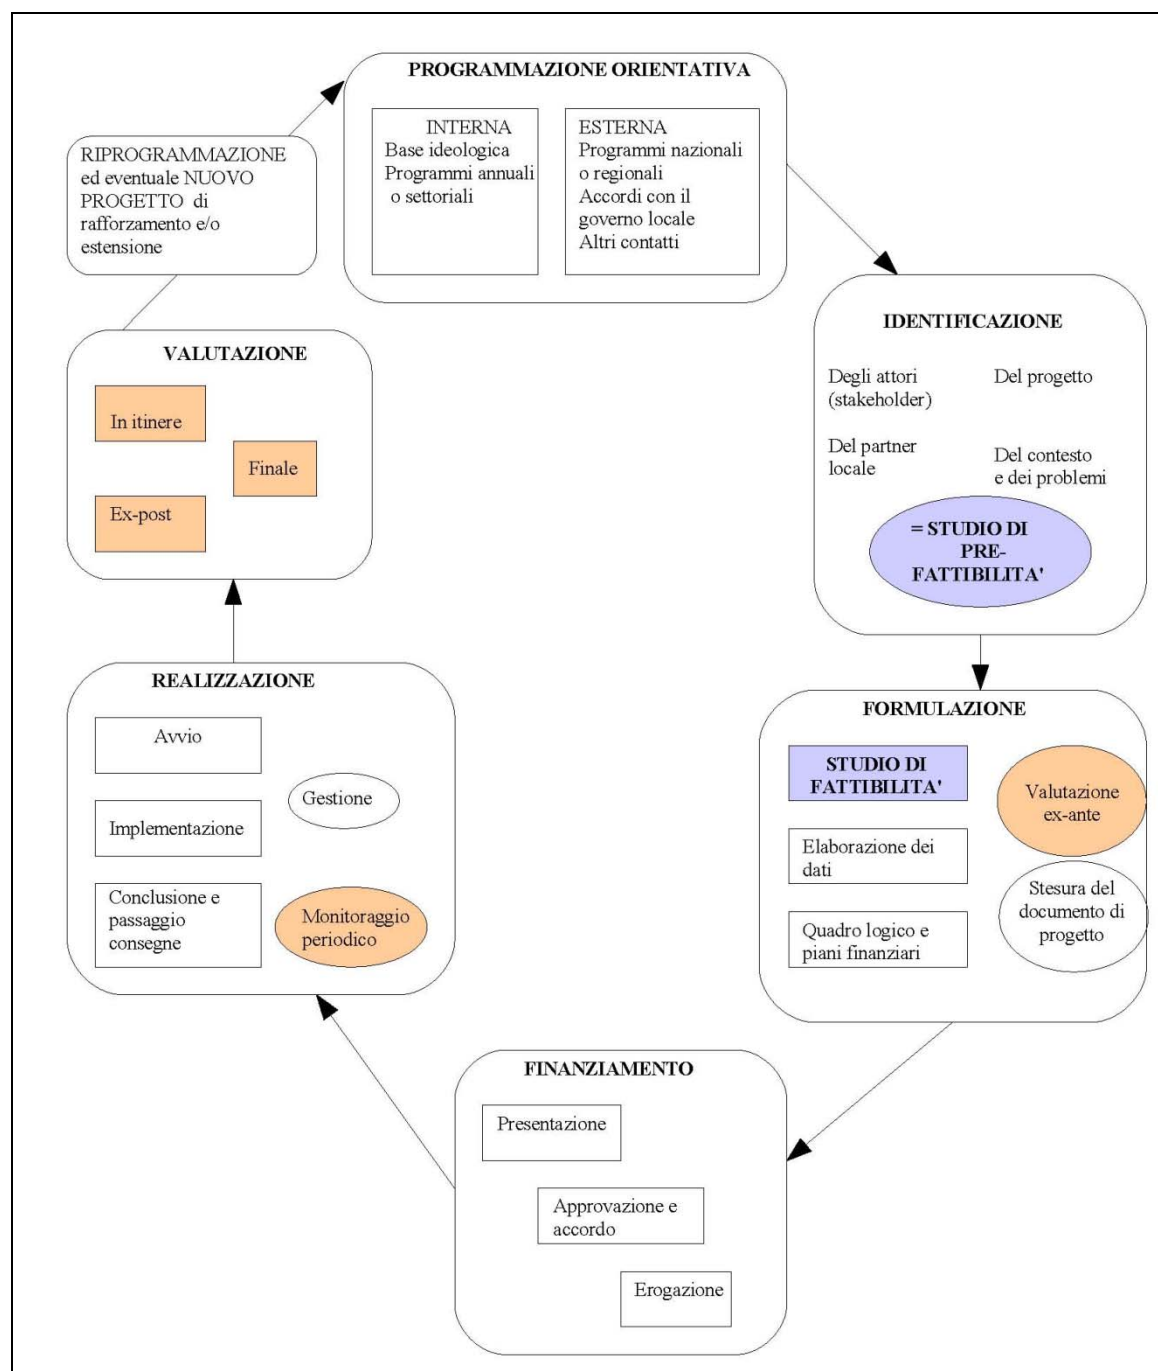 PROGRAMMAZIONE ORIENTATIVA
INTERNA
Base ideologica
Programmi annuali
o settoriali
ESTERNA
Programmi nazionali
o regionali
Accordi con il
governo locale
Altri contatti
IDENTIFICAZIONE
Degli attori
(stakeholder)
Del progetto
Del partner
locale
Del contesto
e dei problemi
= STUDIO DI
PRE-
FATTIBILITA'
FORMULAZIONE
STUDIO DI
FATTIBILITA'
Valutazione
ex-ante
Elaborazione dei
dati
Stesura del
documento di
progetto
Quadro logico e
piani finanziari
FINANZIAMENTO
Presentazione
Approvazione e
accordo
Erogazione
REALIZZAZIONE
Avvio
Gestione
Implementazione
Conclusione e
passaggio
consegne
Monitoraggio
periodico
VALUTAZIONE
In itinere
Finale
Ex-post
RIPROGRAMMAZIONE
ed eventuale NUOVO
PROGETTO di
rafforzamento e/o
estensione